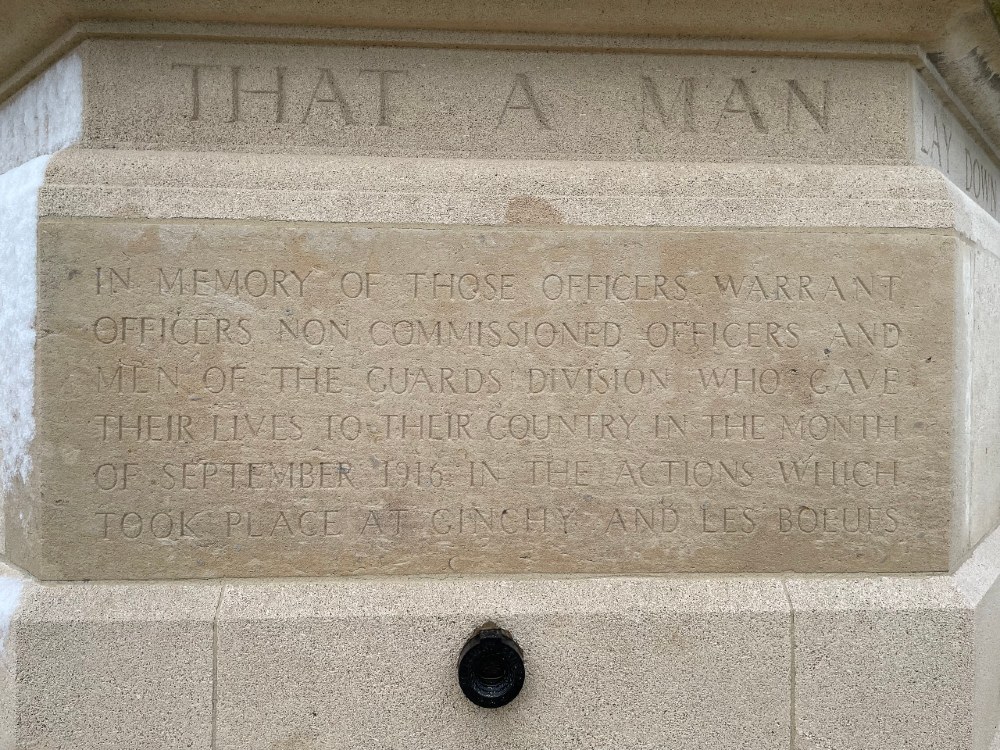 THAT A MAN
LAY DOWN
IN MEMORY OF THOSE OFFICERS WARRANT
OFFICERS NON COMMISSIONED OFFICERS AND
MEN OF THE GUARDS DIVISION WHO GAVE
THEIR LIVES TO THEIR COUNTRY IN THE MONTH
OF SEPTEMBER 1916 IN THE ACTIONS WHICH
TOOK PLACE AT GINCHY AND LES BOEUFS